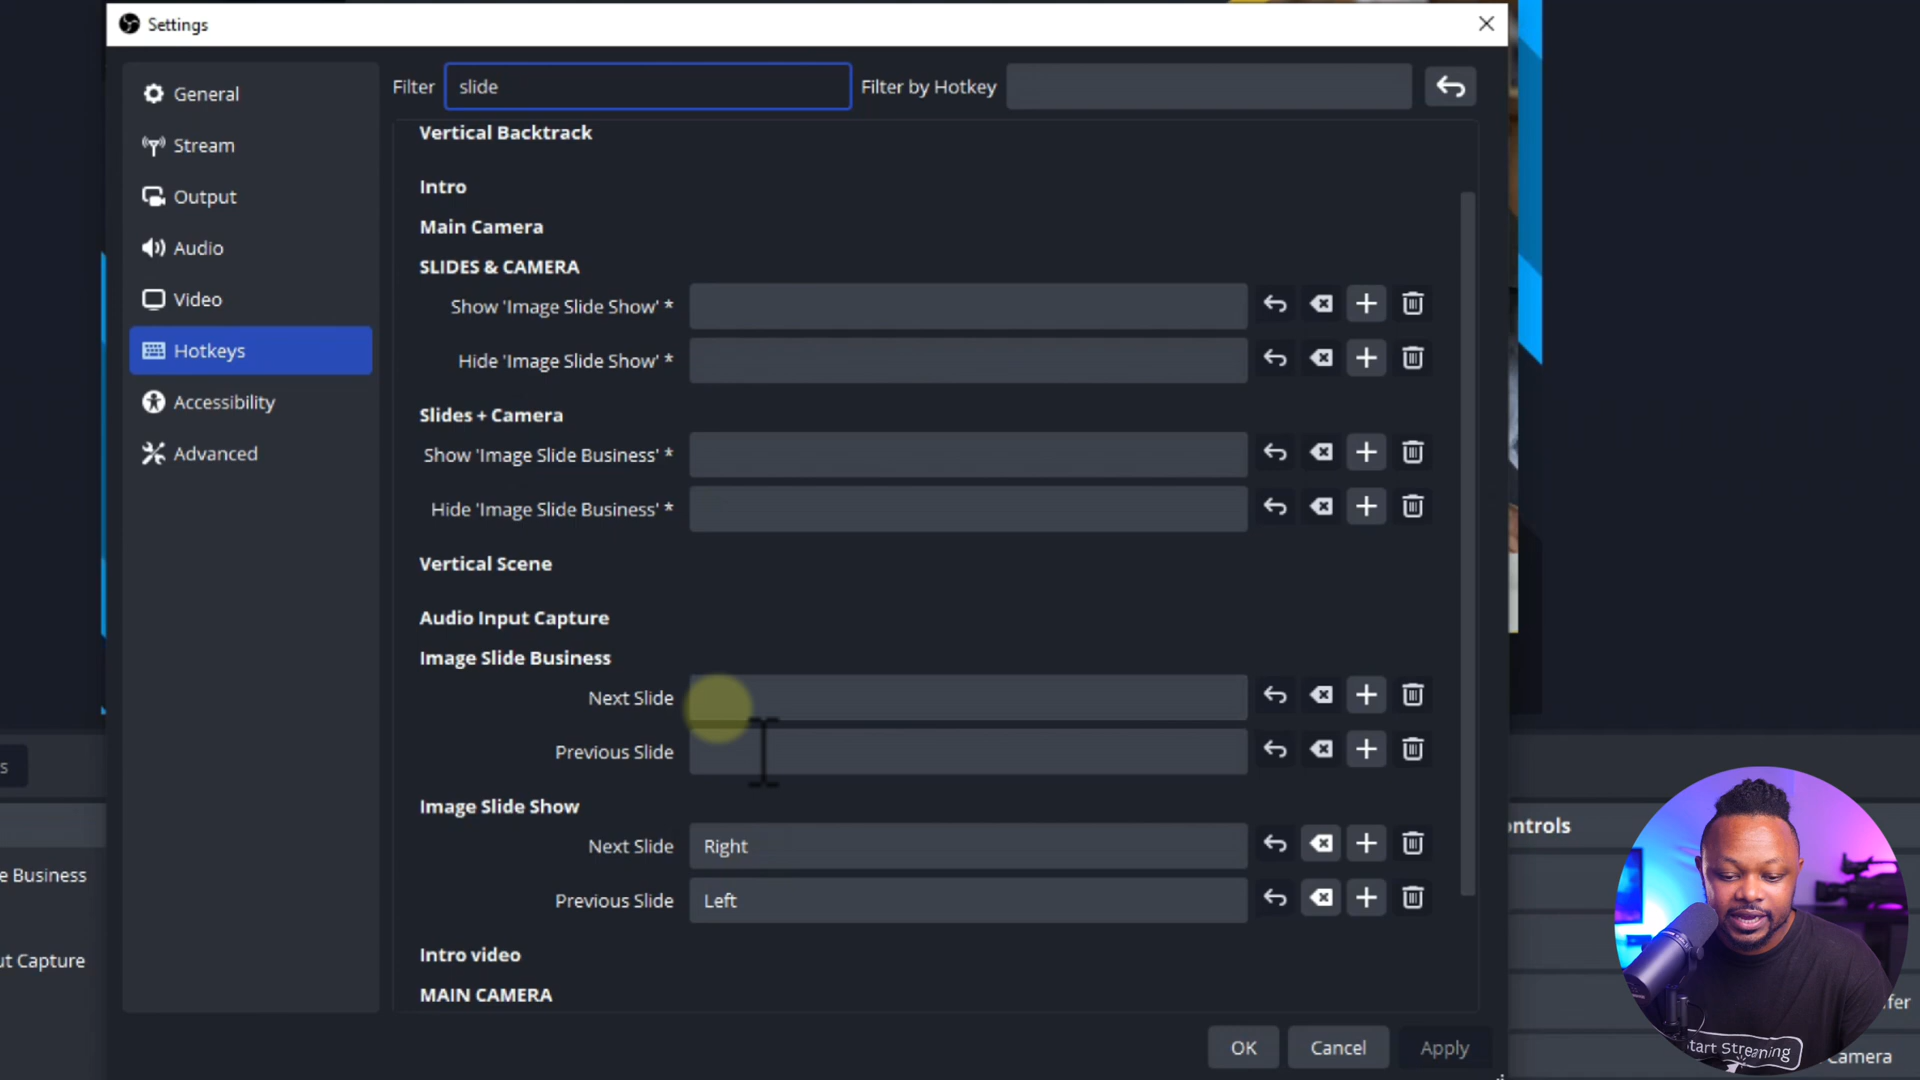 Settings
General
Stream
Output
Audio
Video
Hotkeys
Accessibility
Advanced
Filter slide Filter by Hotkey
Vertical Backtrack
Intro
Main Camera
SLIDES & CAMERA
Show 'Image Slide Show' *
Hide 'Image Slide Show' *
Slides + Camera
Show 'Image Slide Business' *
Hide 'Image Slide Business' *
Vertical Scene
Audio Input Capture
Image Slide Business
Next Slide
Previous Slide
Image Slide Show
Next Slide Right
Previous Slide Left
Intro video
MAIN CAMERA
OK Cancel Apply
s
e Business
ut Capture
ontrols
fer
Camera
tart Streaming